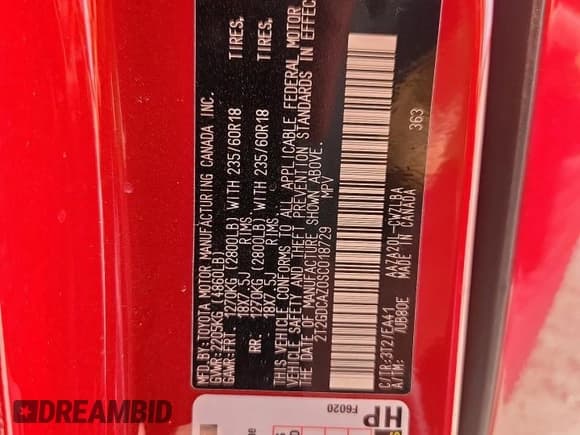 MFD. BY: TOYOTA MOTOR MANUFACTURING CANADA INC.
GVWR: 2205KG (4860LB)
GAWR: FRT 1270KG (2800LB) WITH 235/60R18 TIRES,
18X7.5J RIMS,
RR. 1270KG (2800LB) WITH 235/60R18 TIRES,
18X7.5J RIMS,
THIS VEHICLE CONFORMS TO ALL APPLICABLE FEDERAL MOTOR
VEHICLE SAFETY AND THEFT PREVENTION STANDARDS IN EFFECT
ON THE DATE OF MANUFACTURE SHOWN ABOVE.
2T2GDCAZ0SC018729 MPV
C/TR: 3T2/EA41 AAZA20L-CWZLBA
A/TM: /UB80E MADE IN CANADA 363
HP
F6020
DREAMBID